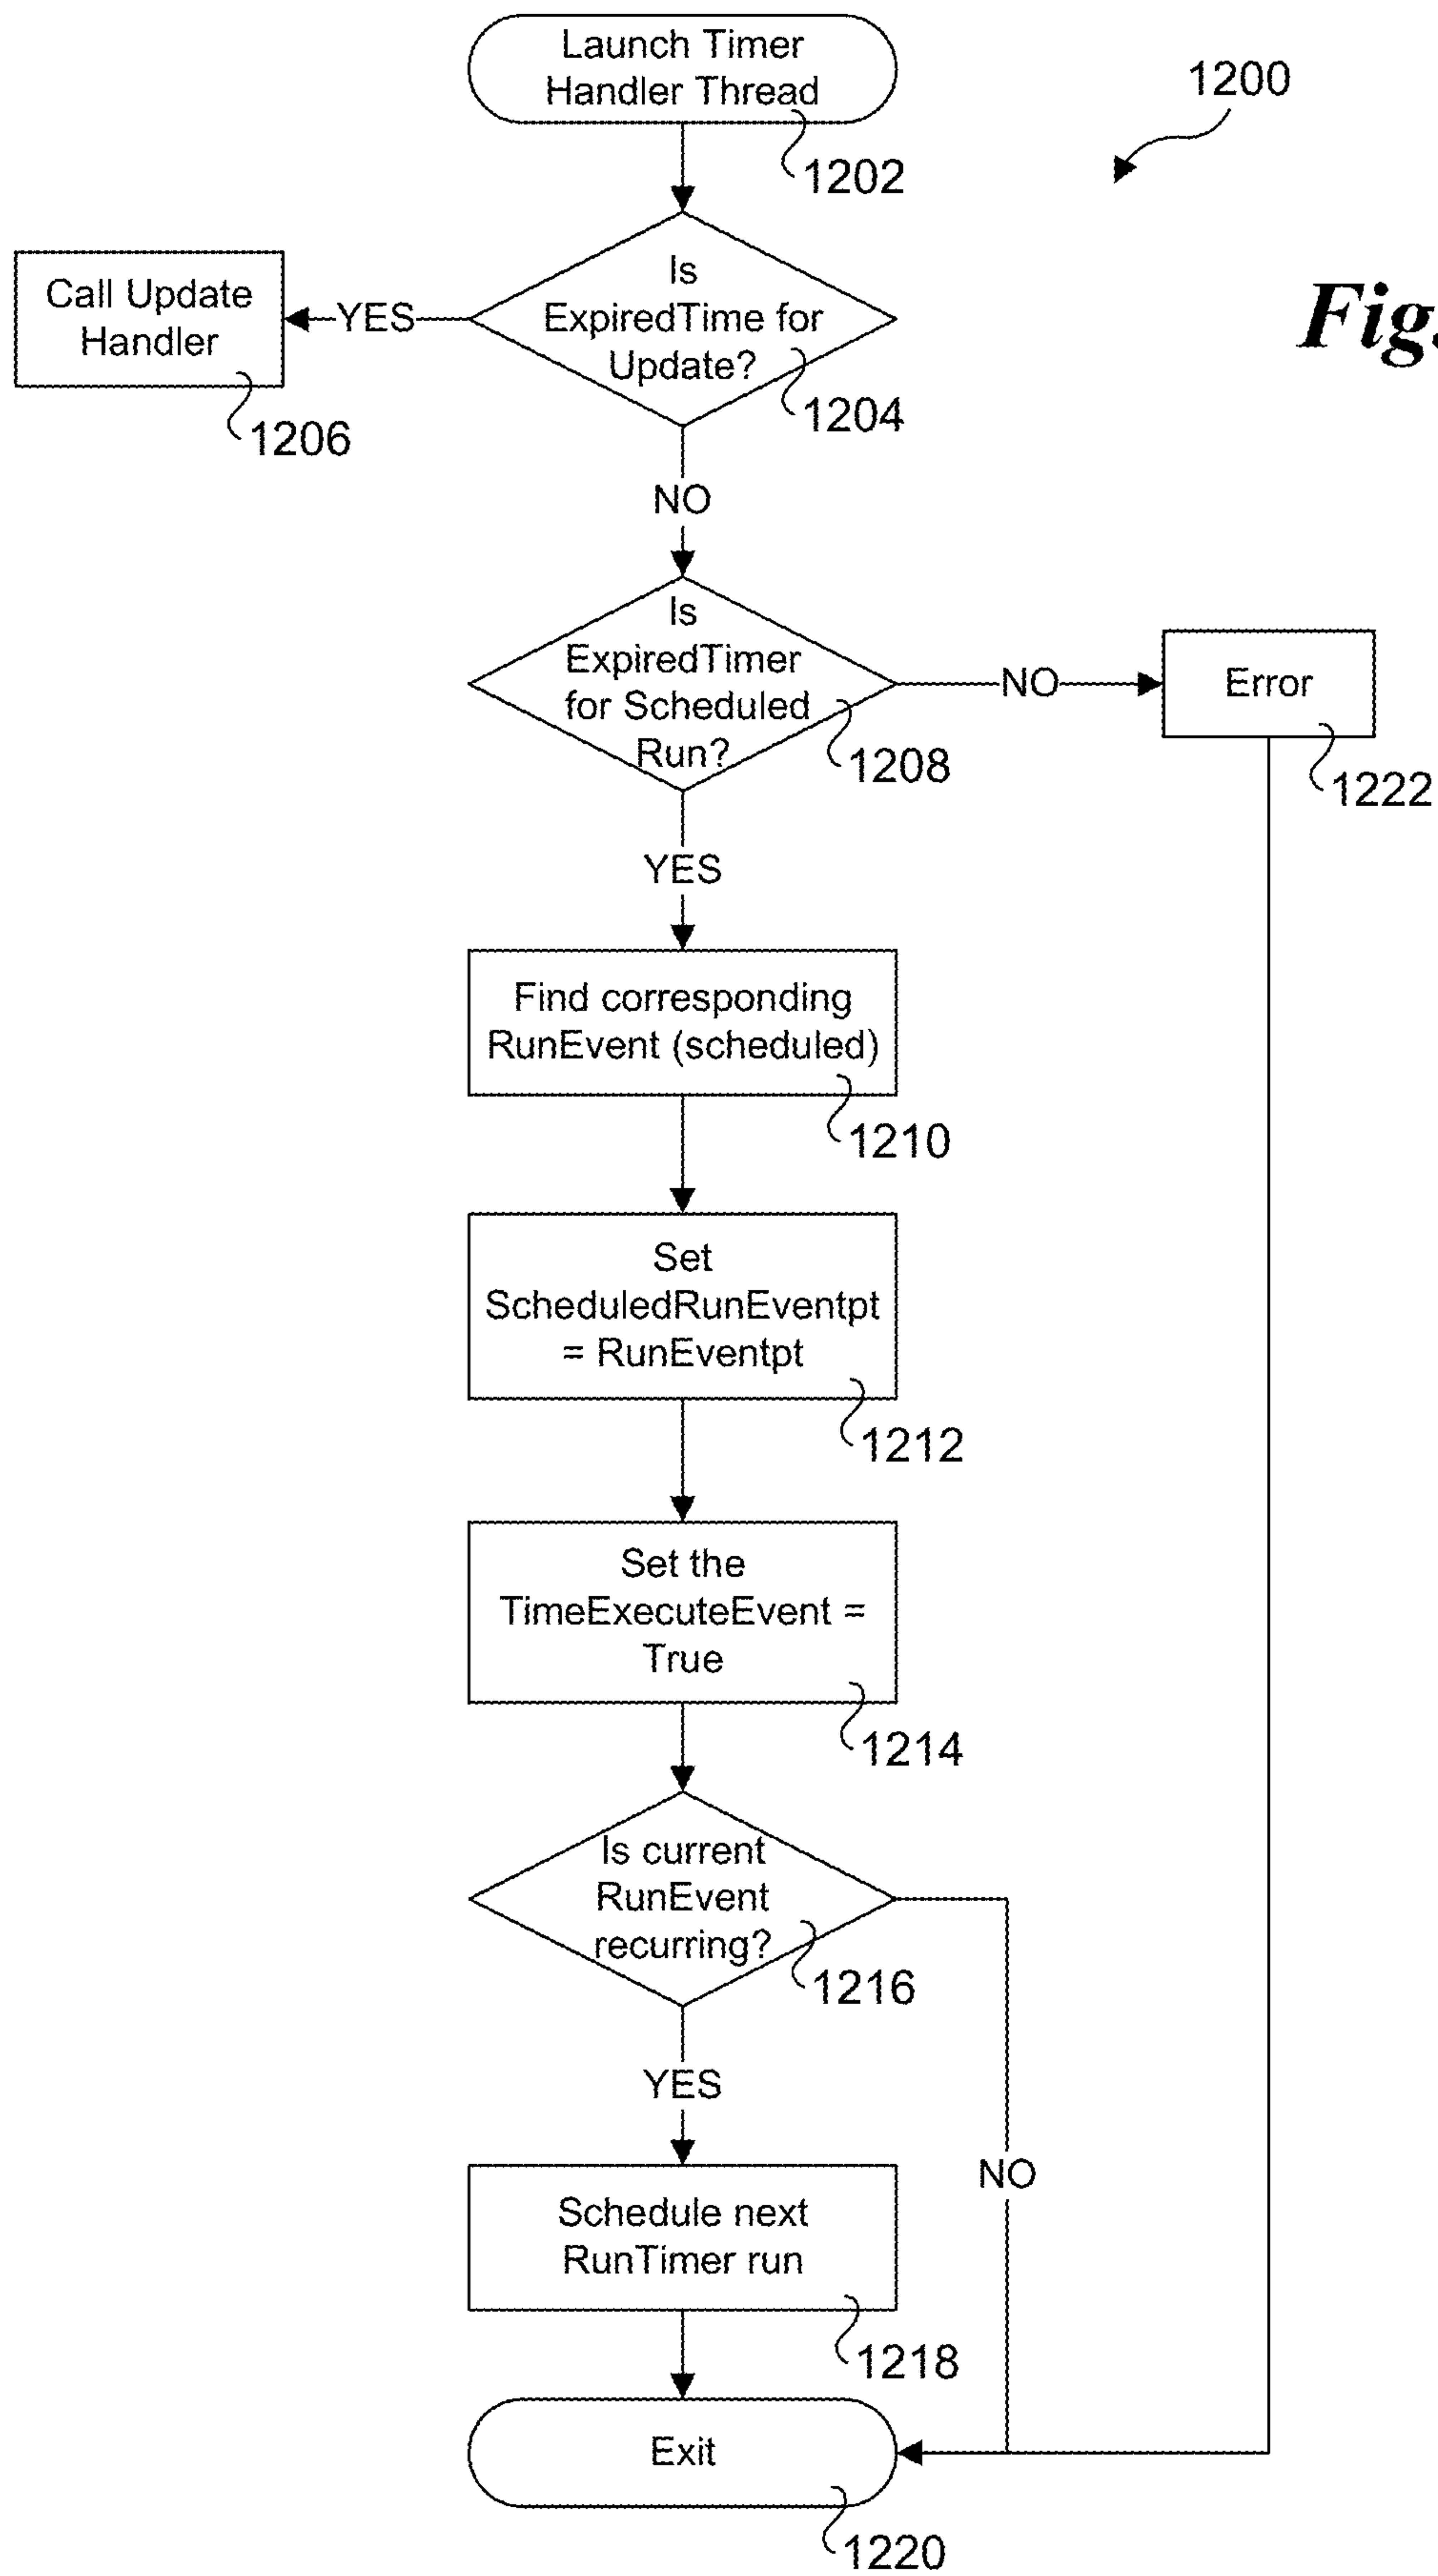 Launch Timer
Handler Thread
1202
1200
Fig.
Is
ExpiredTime for
Update?
1204
YES
Call Update
Handler
1206
NO
Is
ExpiredTimer
for Scheduled
Run?
1208
NO
Error
1222
YES
Find corresponding
RunEvent (scheduled)
1210
Set
ScheduledRunEventpt
= RunEventpt
1212
Set the
TimeExecuteEvent =
True
1214
Is current
RunEvent
recurring?
1216
YES
NO
Schedule next
RunTimer run
1218
Exit
1220